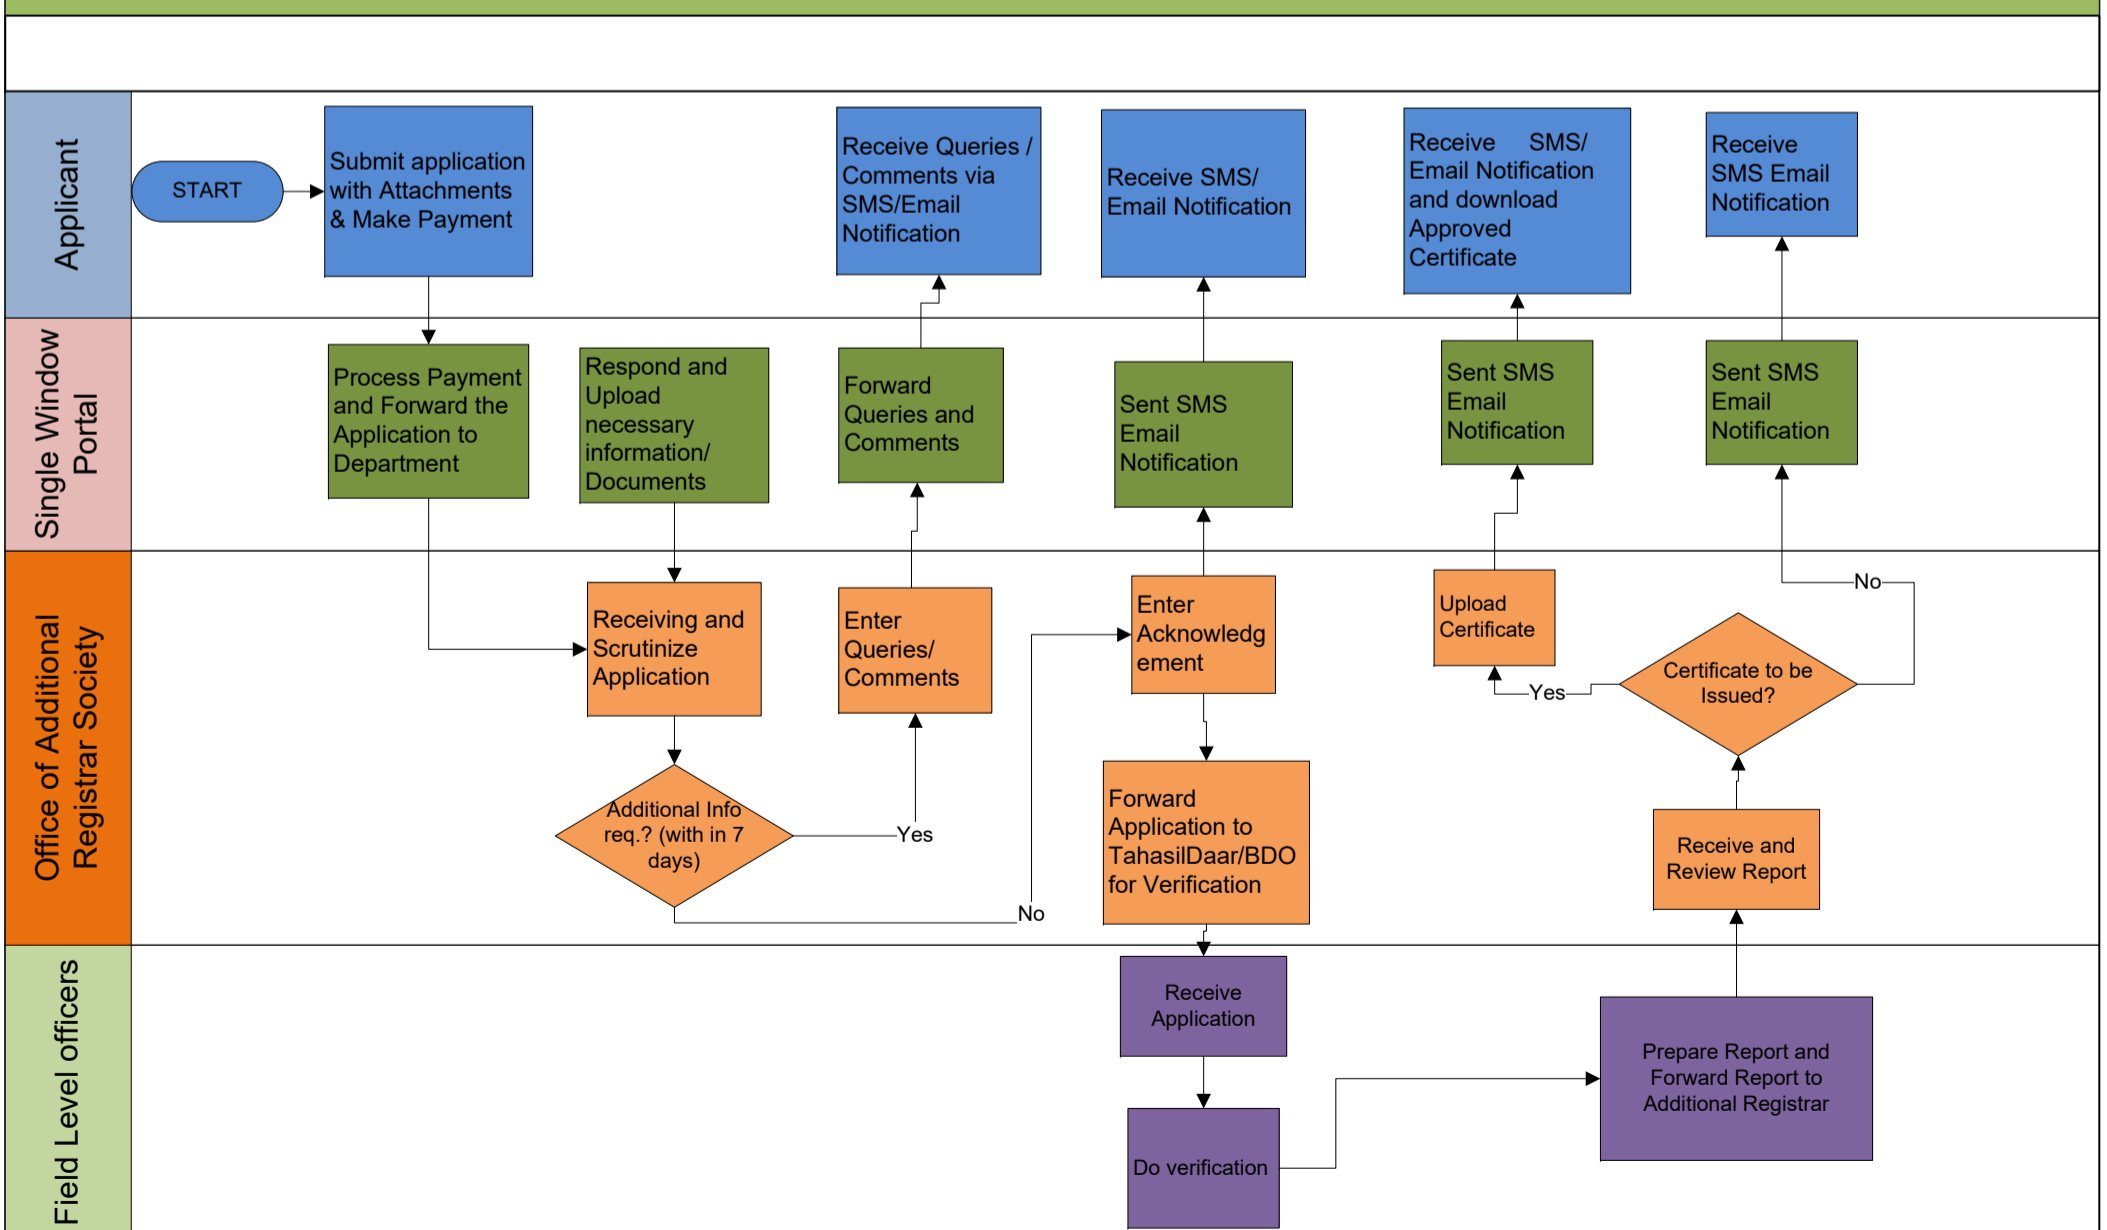 Applicant
START
Submit application
with Attachments
& Make Payment
Receive Queries /
Comments via
SMS/Email
Notification
Receive SMS/
Email Notification
Receive SMS/
Email Notification
and download
Approved
Certificate
Receive
SMS Email
Notification
Single Window
Portal
Process Payment
and Forward the
Application to
Department
Respond and
Upload
necessary
information/
Documents
Forward
Queries and
Comments
Sent SMS
Email
Notification
Sent SMS
Email
Notification
Sent SMS
Email
Notification
Office of Additional
Registrar Society
Receiving and
Scrutinize
Application
Enter
Queries/
Comments
Enter
Acknowledg
ement
Upload
Certificate
No
Certificate to be
Issued?
Yes
Additional Info
req.? (with in 7
days)
Yes
No
Forward
Application to
TahasilDaar/BDO
for Verification
Receive and
Review Report
Field Level officers
Receive
Application
Do verification
Prepare Report and
Forward Report to
Additional Registrar